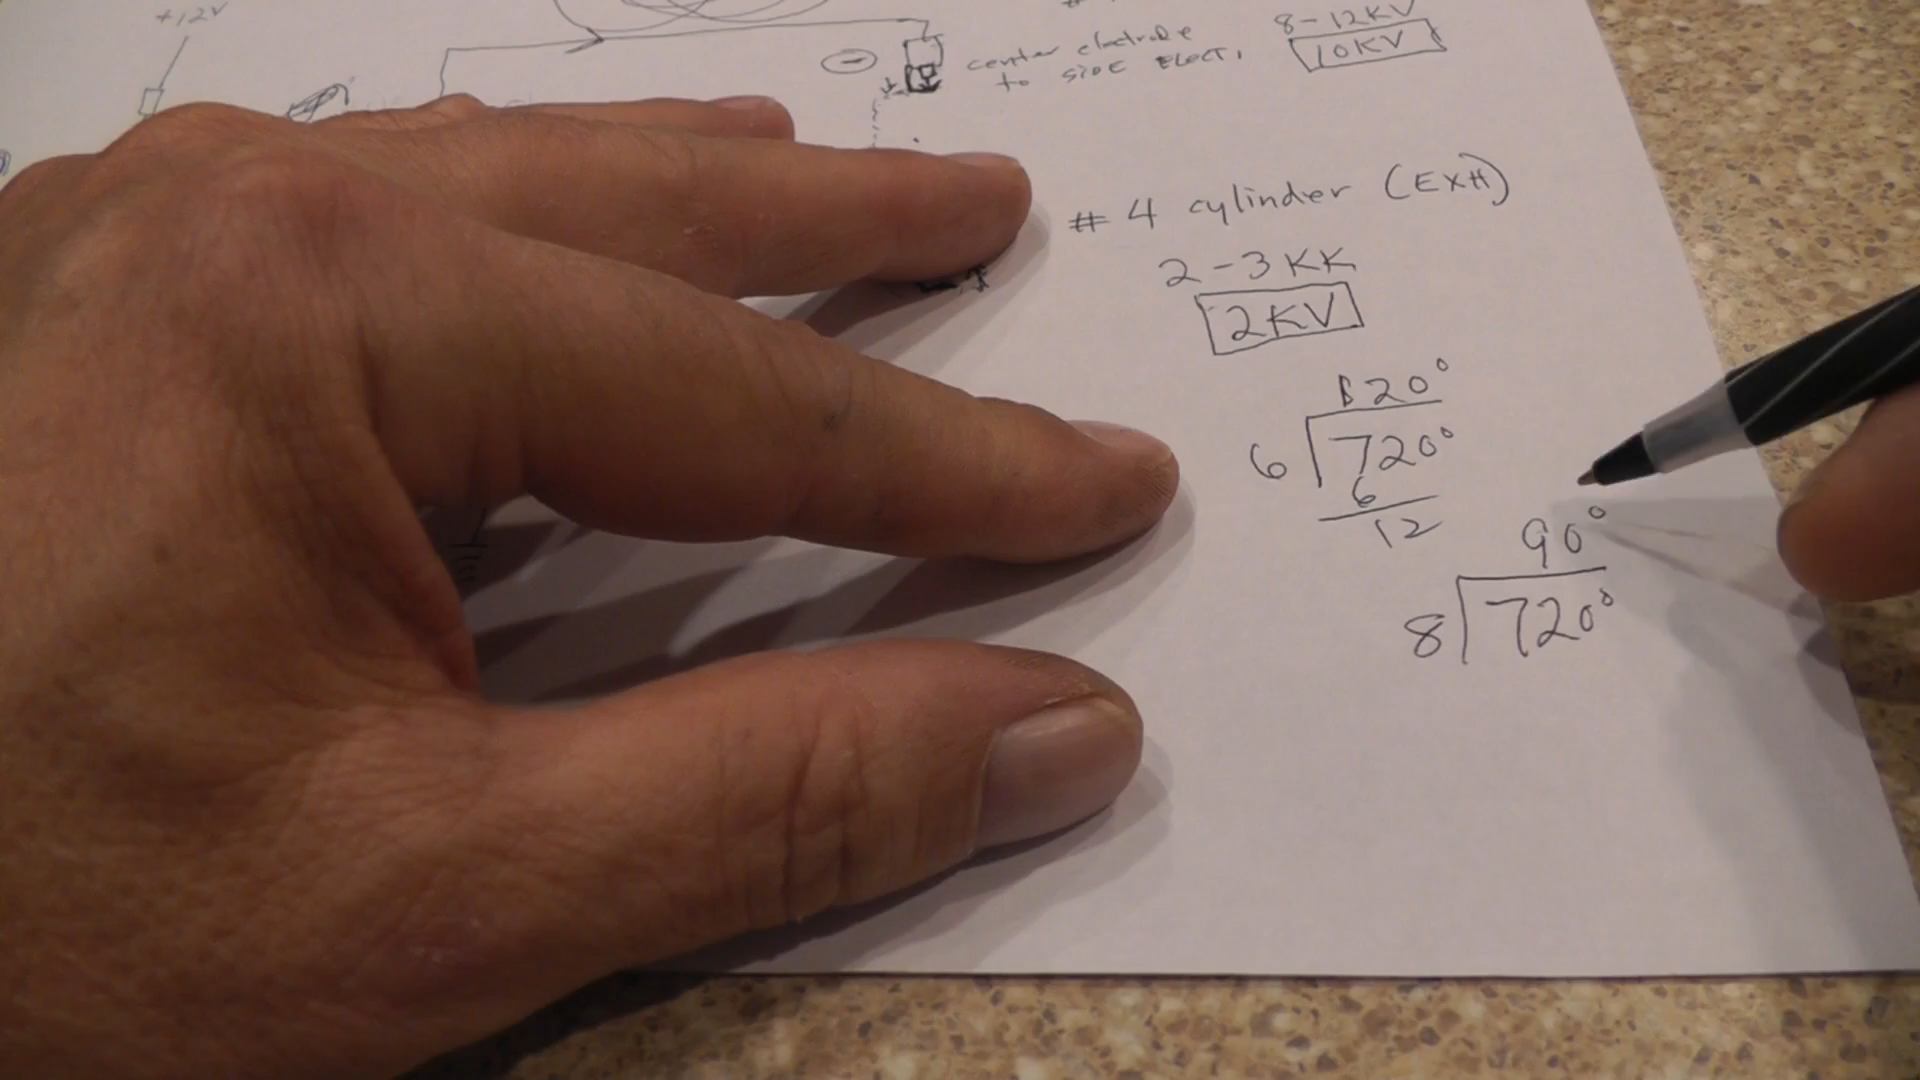 +12V
8-12KV
center electrode
to SIDE ELECT.
10KV
# 4 cylinder (EXH)
2-3KK
2KV
120°
6 720°
6
12
90°
8 720°